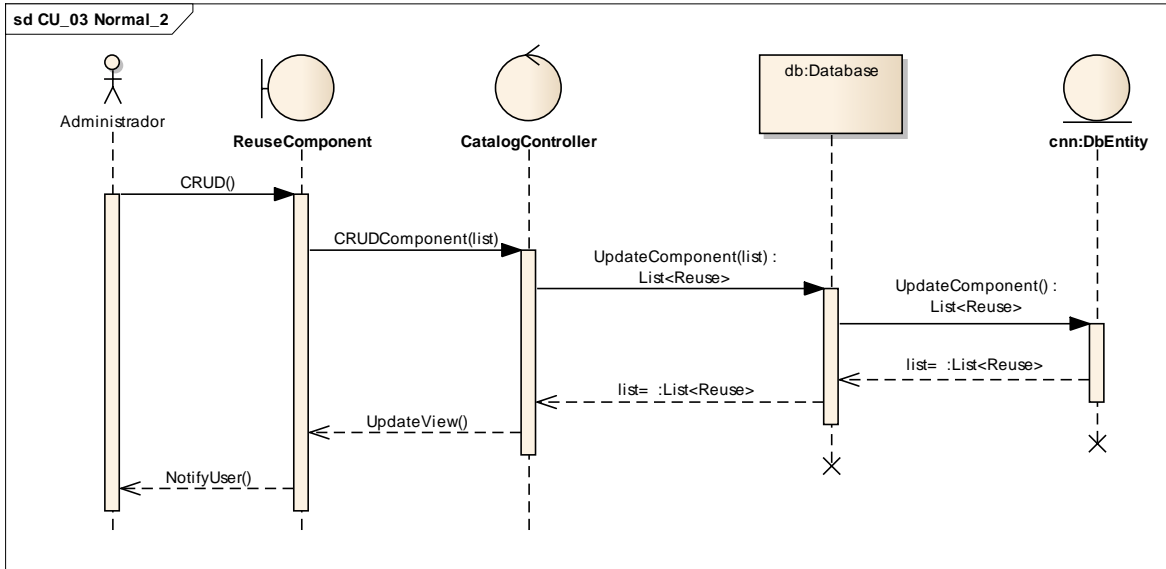 sd CU_03 Normal_2
Administrador
ReuseComponent
CatalogController
db:Database
cnn:DbEntity
CRUD()
CRUDComponent(list)
UpdateComponent(list) :
List<Reuse>
UpdateComponent() :
List<Reuse>
list= :List<Reuse>
list= :List<Reuse>
UpdateView()
NotifyUser()